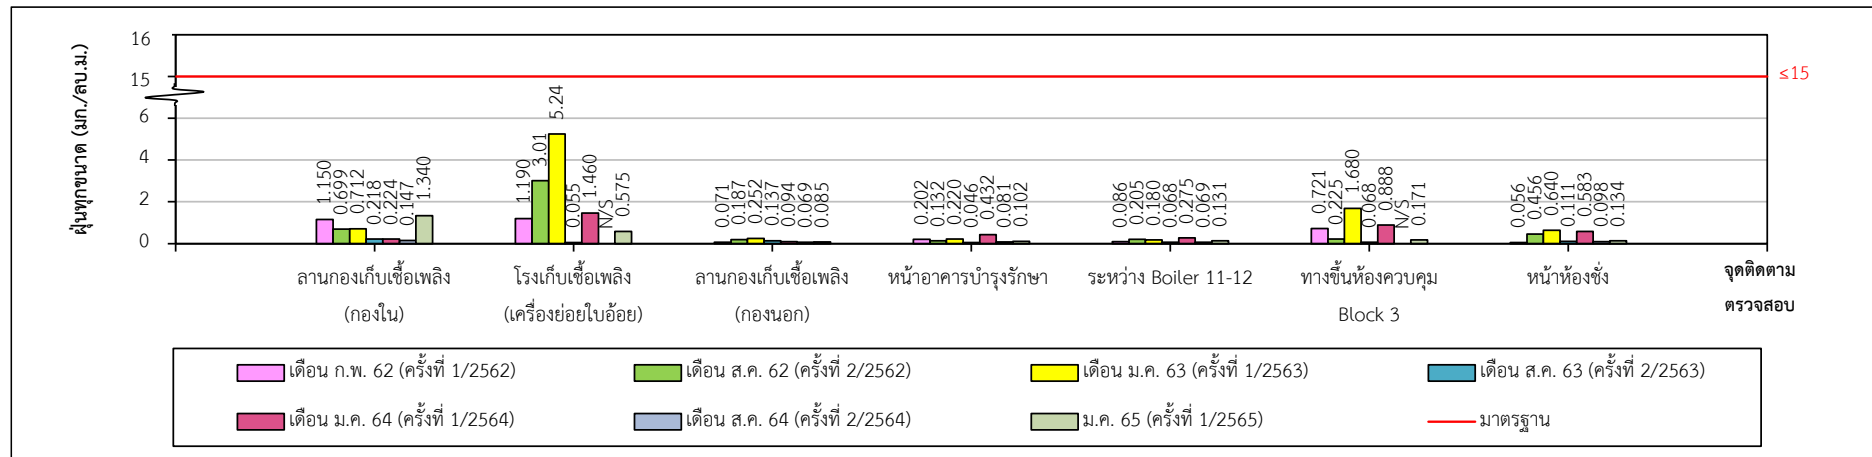 ฝุ่นทุกขนาด (มก./ลบ.ม.)
16
15
6
4
2
0
≤15
1.150 0.699 0.712 0.218 0.224 0.147 1.340
1.190 3.01 5.24 0.055 1.460 N/S 0.575
0.071 0.187 0.252 0.137 0.094 0.069 0.085
0.202 0.132 0.220 0.046 0.432 0.081 0.102
0.086 0.205 0.180 0.068 0.275 0.069 0.131
0.721 0.225 1.680 0.068 0.888 N/S 0.171
0.056 0.456 0.640 0.111 0.583 0.098 0.134
ลานกองเก็บเชื้อเพลิง
(กองใน)
โรงเก็บเชื้อเพลิง
(เครื่องย่อยใบอ้อย)
ลานกองเก็บเชื้อเพลิง
(กองนอก)
หน้าอาคารบำรุงรักษา
ระหว่าง Boiler 11-12
ทางขึ้นห้องควบคุม
Block 3
หน้าห้องชั่ง
จุดติดตาม
ตรวจสอบ
เดือน ก.พ. 62 (ครั้งที่ 1/2562)
เดือน ส.ค. 62 (ครั้งที่ 2/2562)
เดือน ม.ค. 63 (ครั้งที่ 1/2563)
เดือน ส.ค. 63 (ครั้งที่ 2/2563)
เดือน ม.ค. 64 (ครั้งที่ 1/2564)
เดือน ส.ค. 64 (ครั้งที่ 2/2564)
ม.ค. 65 (ครั้งที่ 1/2565)
มาตรฐาน